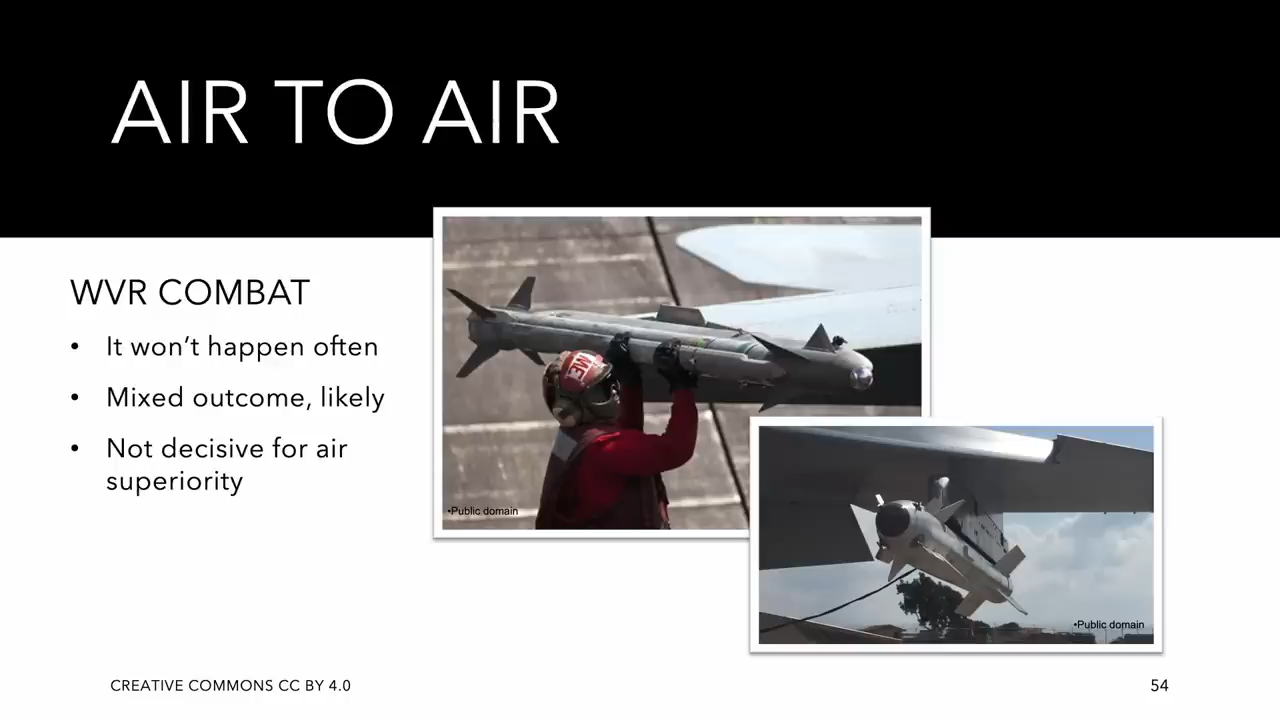 AIR TO AIR
WVR COMBAT
• It won’t happen often
• Mixed outcome, likely
• Not decisive for air
superiority
•Public domain
•Public domain
CREATIVE COMMONS CC BY 4.0
54